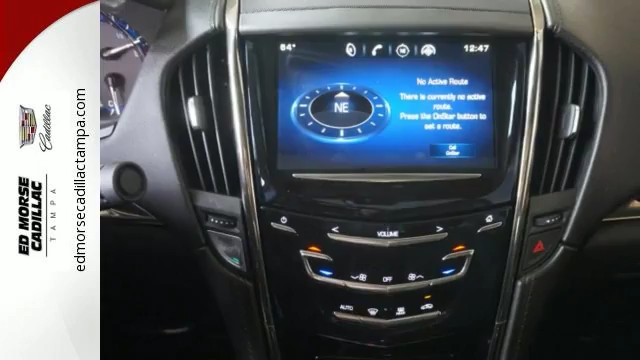 Cadillac
ED MORSE
CADILLAC
TAMPA
edmorsecadillactampa.com
84°
12:47
No Active Route
There is currently no active
route.
Press the OnStar button to
set a route.
NE
Call
OnStar
VOLUME
OFF
AUTO